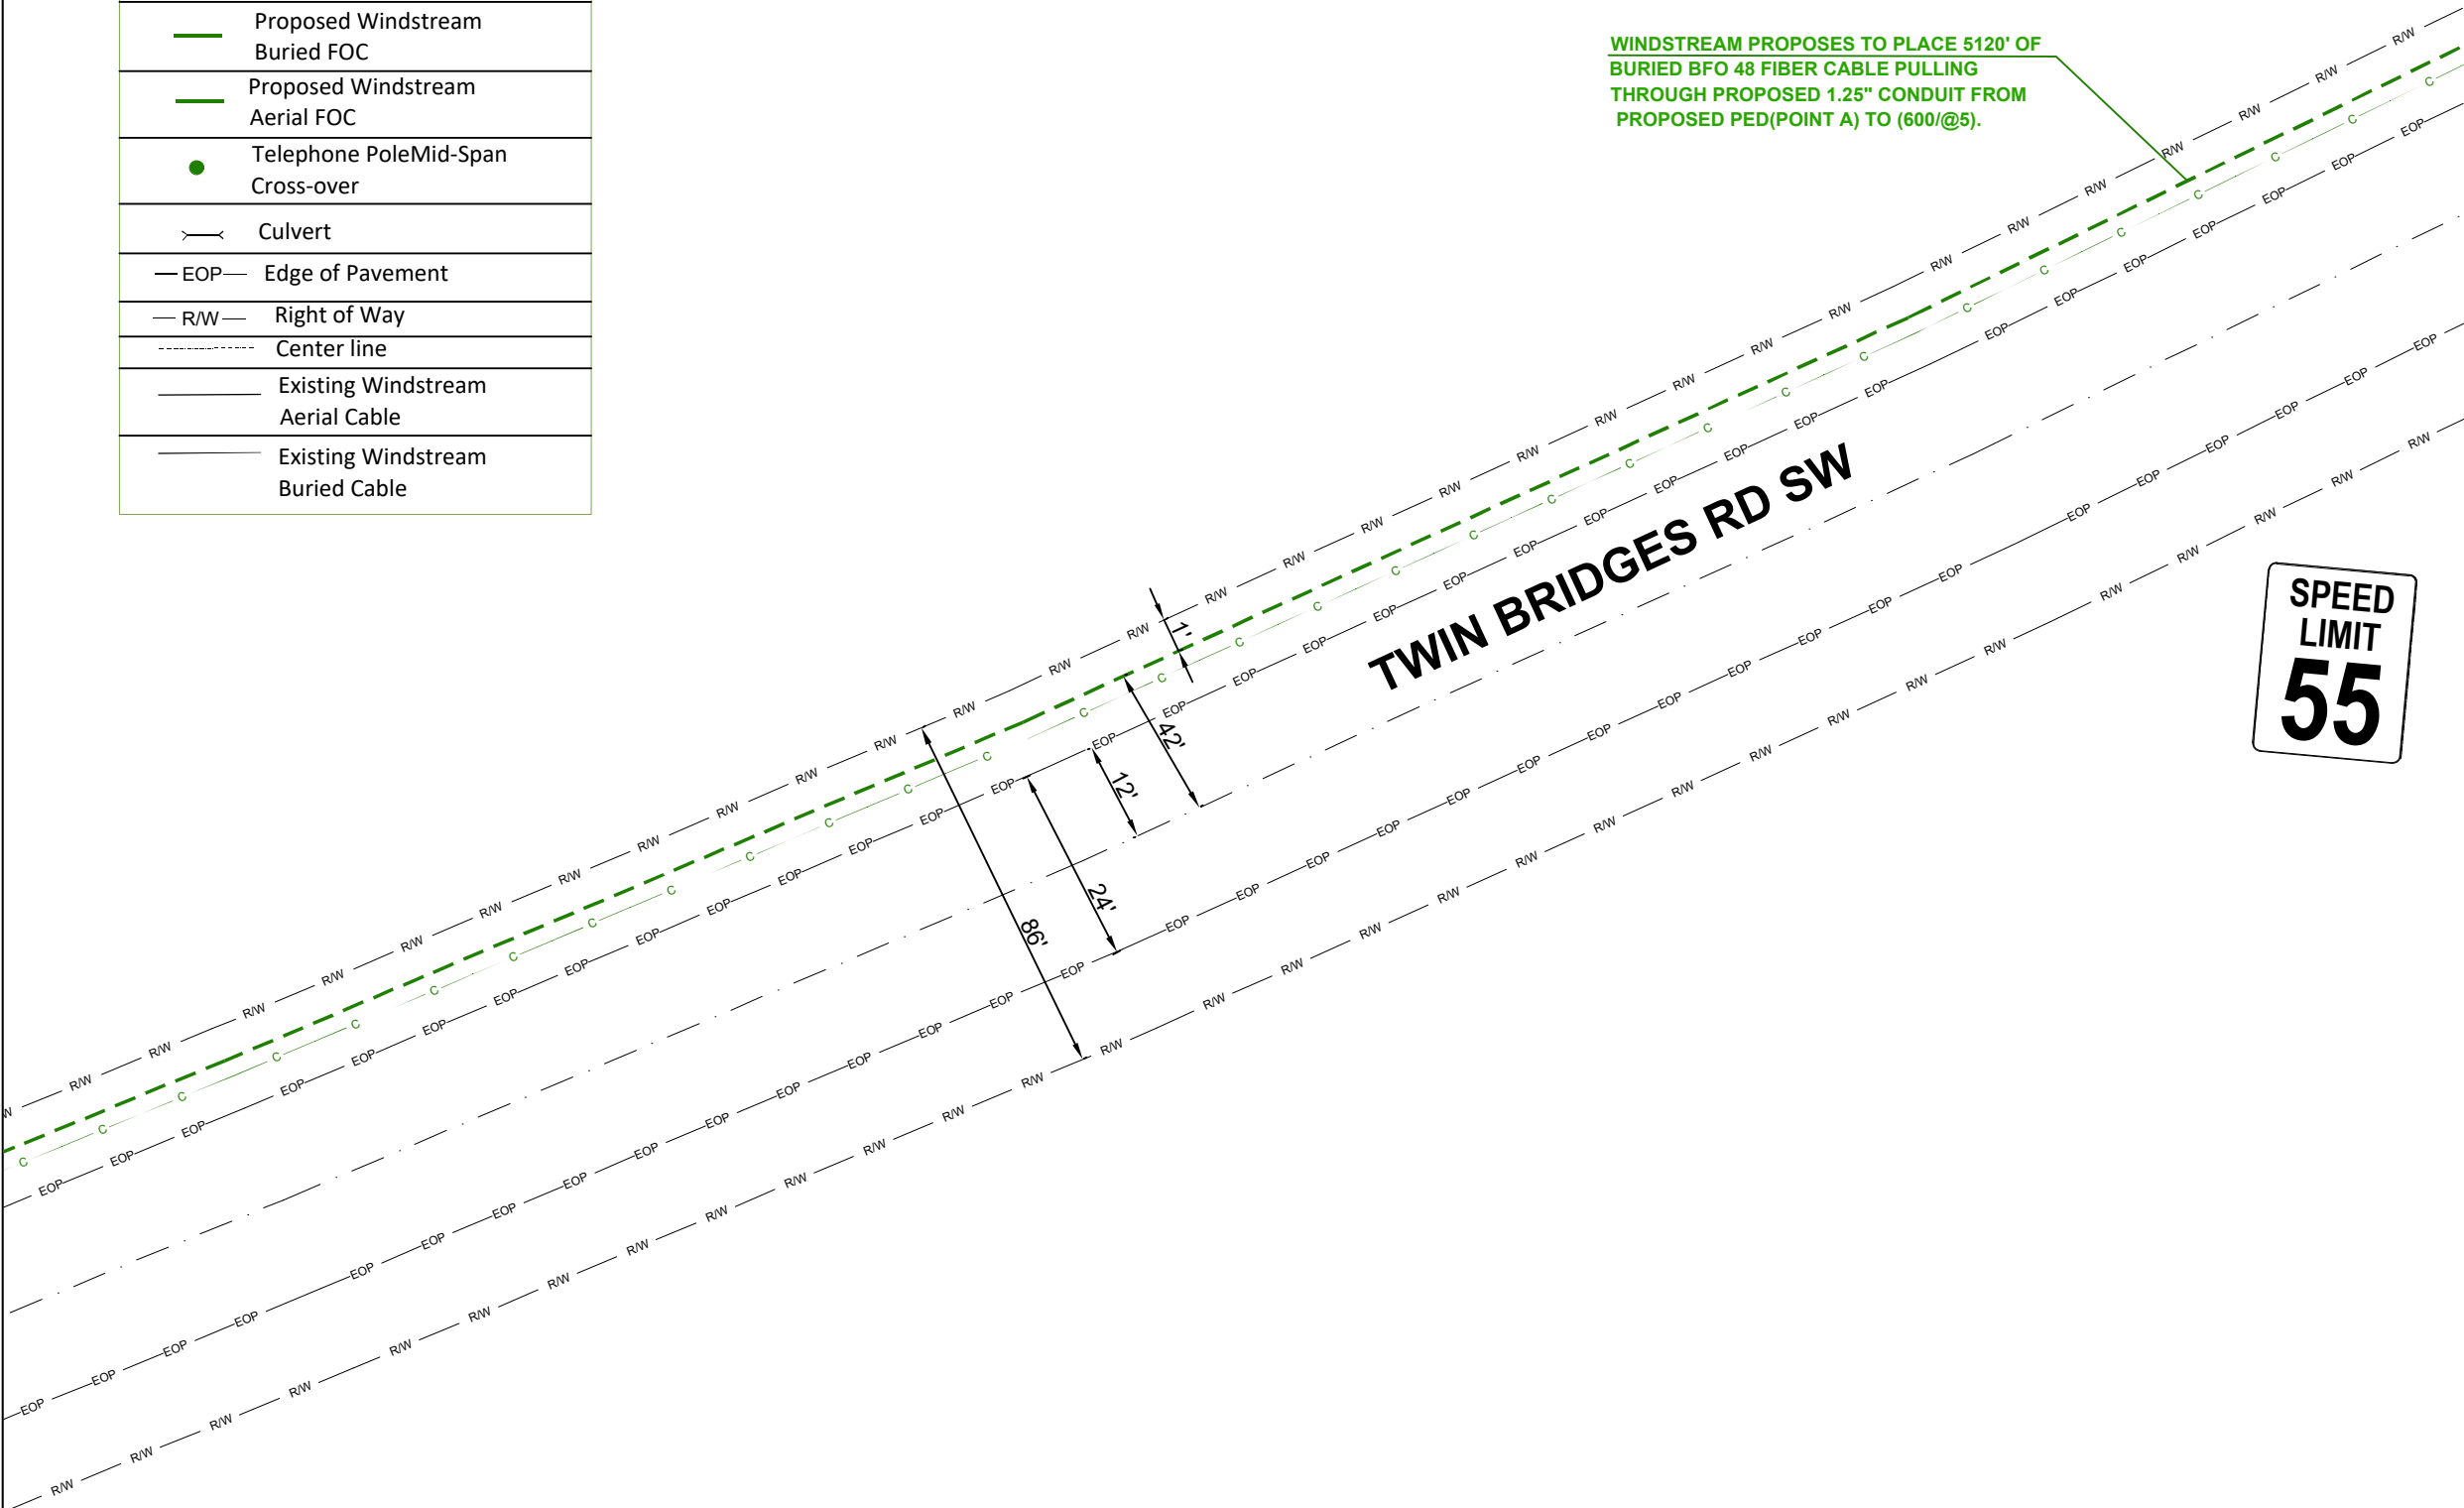 Proposed Windstream
Buried FOC
Proposed Windstream
Aerial FOC
Telephone PoleMid-Span
Cross-over
Culvert
EOP Edge of Pavement
R/W Right of Way
Center line
Existing Windstream
Aerial Cable
Existing Windstream
Buried Cable
WINDSTREAM PROPOSES TO PLACE 5120' OF
BURIED BFO 48 FIBER CABLE PULLING
THROUGH PROPOSED 1.25" CONDUIT FROM
PROPOSED PED(POINT A) TO (600/@5).
TWIN BRIDGES RD SW
SPEED
LIMIT
55
1'
42'
12'
24'
86'
R/W
C
EOP
EOP
R/W